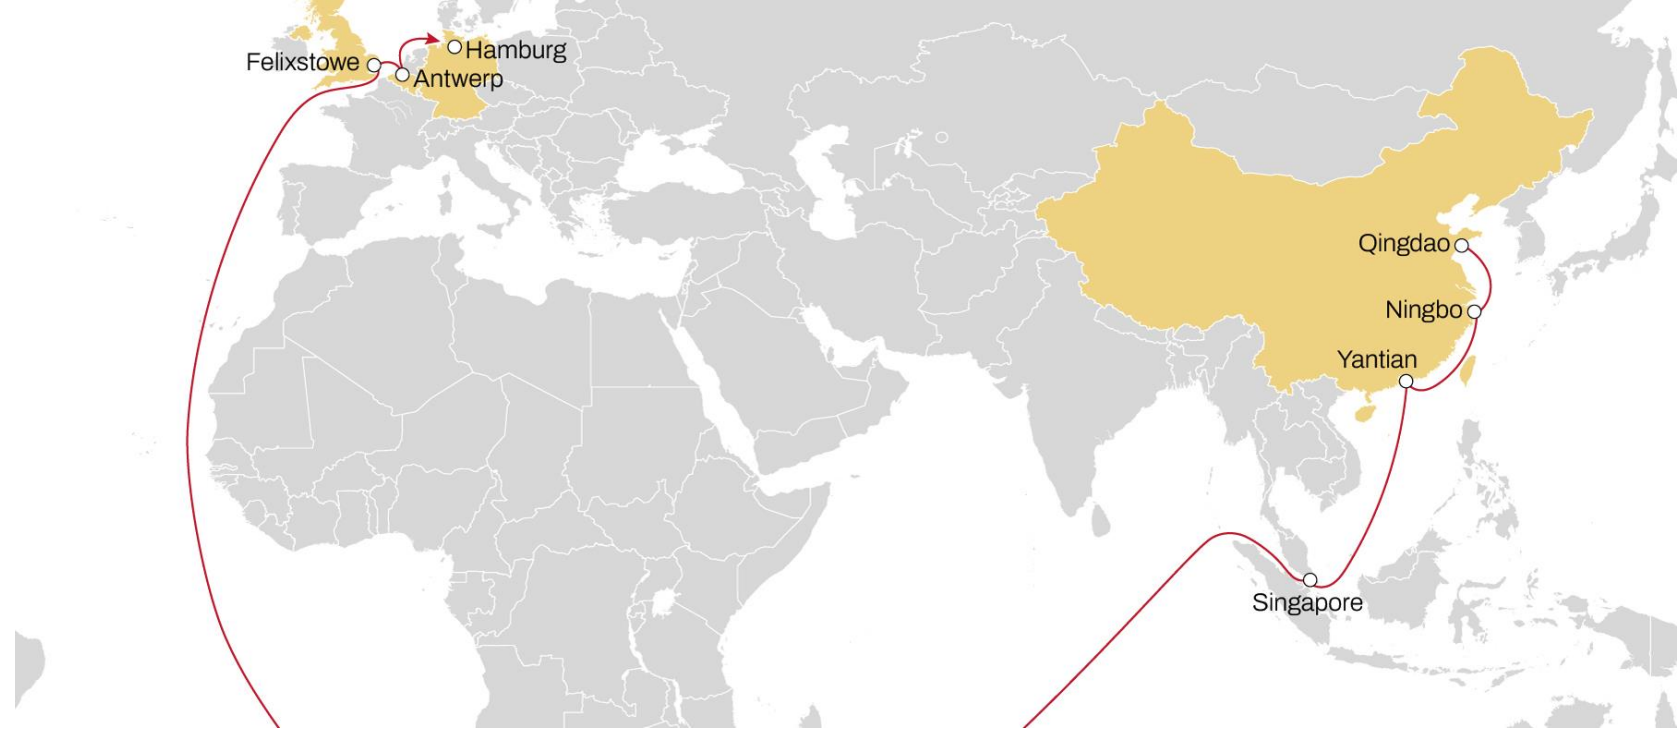 Felixstowe
Hamburg
Antwerp
Qingdao
Ningbo
Yantian
Singapore